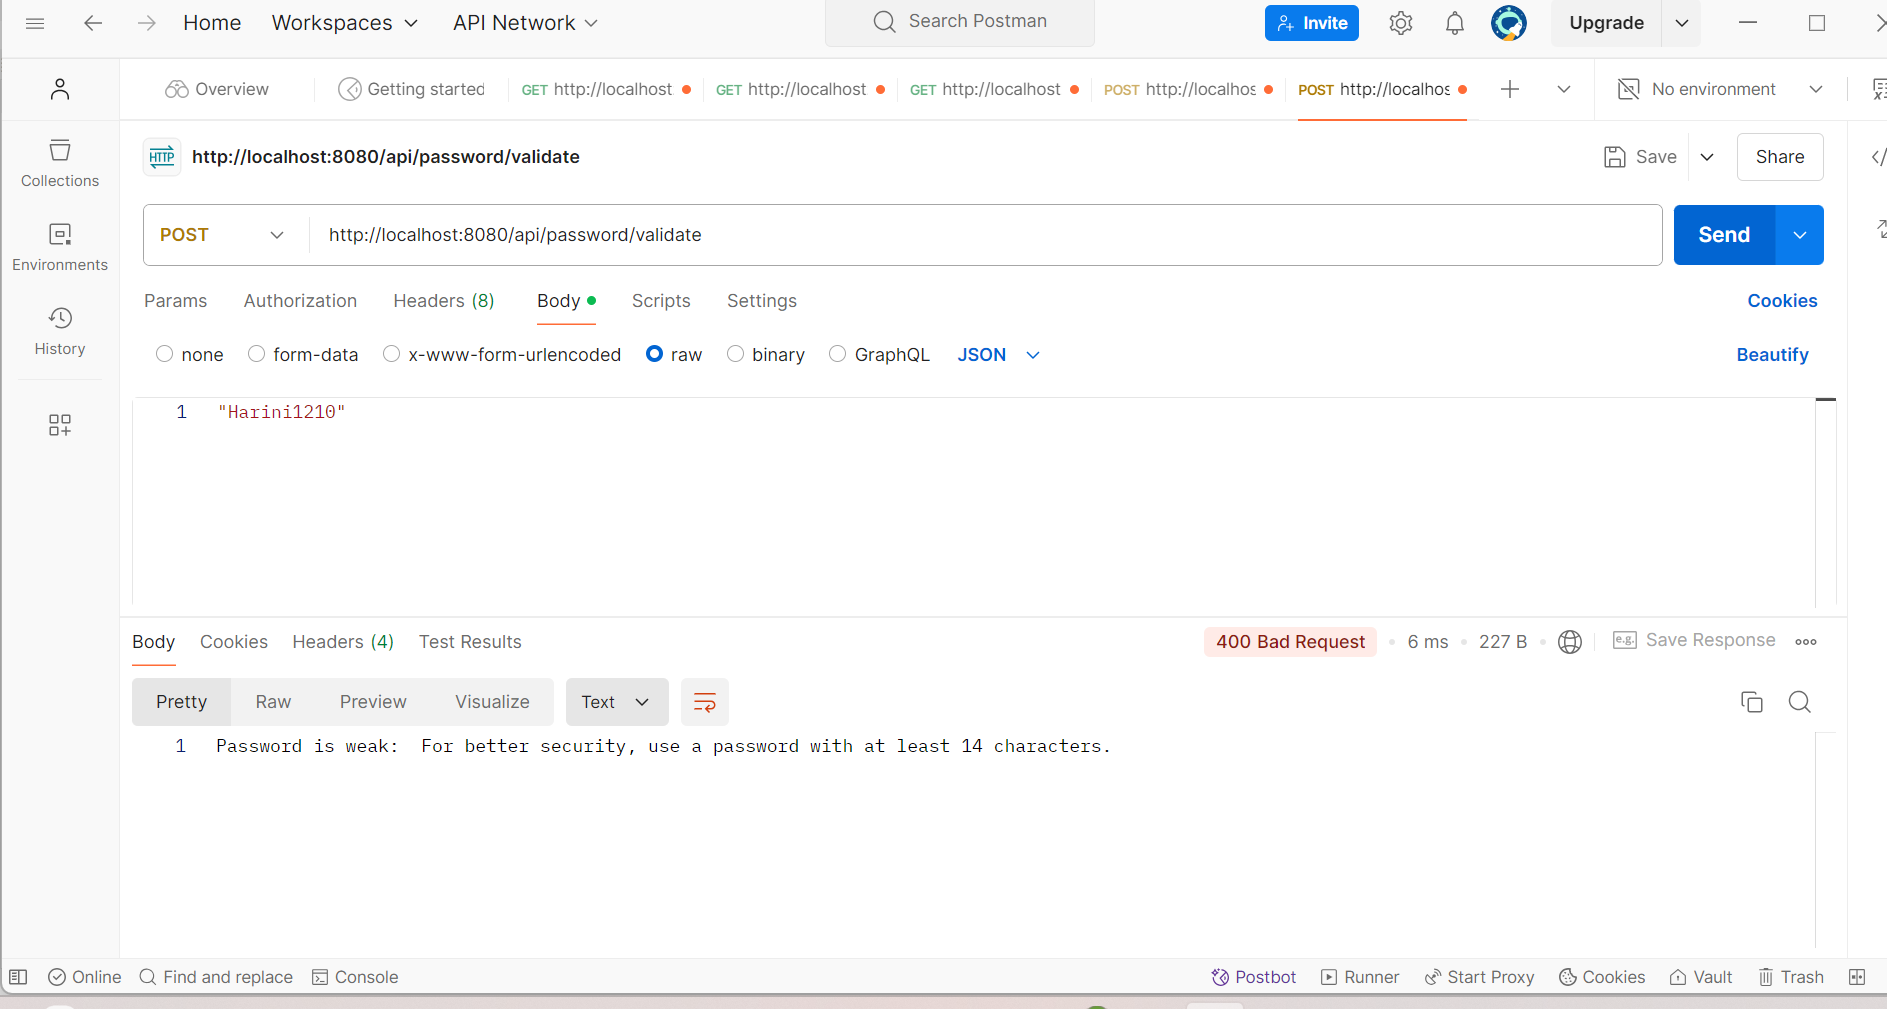 Home Workspaces API Network Search Postman Invite Upgrade
Overview Getting started GET http://localhost GET http://localhost GET http://localhost POST http://localhos POST http://localhos No environment
HTTP http://localhost:8080/api/password/validate Save Share
POST http://localhost:8080/api/password/validate Send
Params Authorization Headers (8) Body Scripts Settings Cookies
none form-data x-www-form-urlencoded raw binary GraphQL JSON Beautify
1 "Harini1210"
Collections
Environments
History
Body Cookies Headers (4) Test Results 400 Bad Request 6 ms 227 B e.g. Save Response
Pretty Raw Preview Visualize Text
1 Password is weak:  For better security, use a password with at least 14 characters.
Online Find and replace Console Postbot Runner Start Proxy Cookies Vault Trash